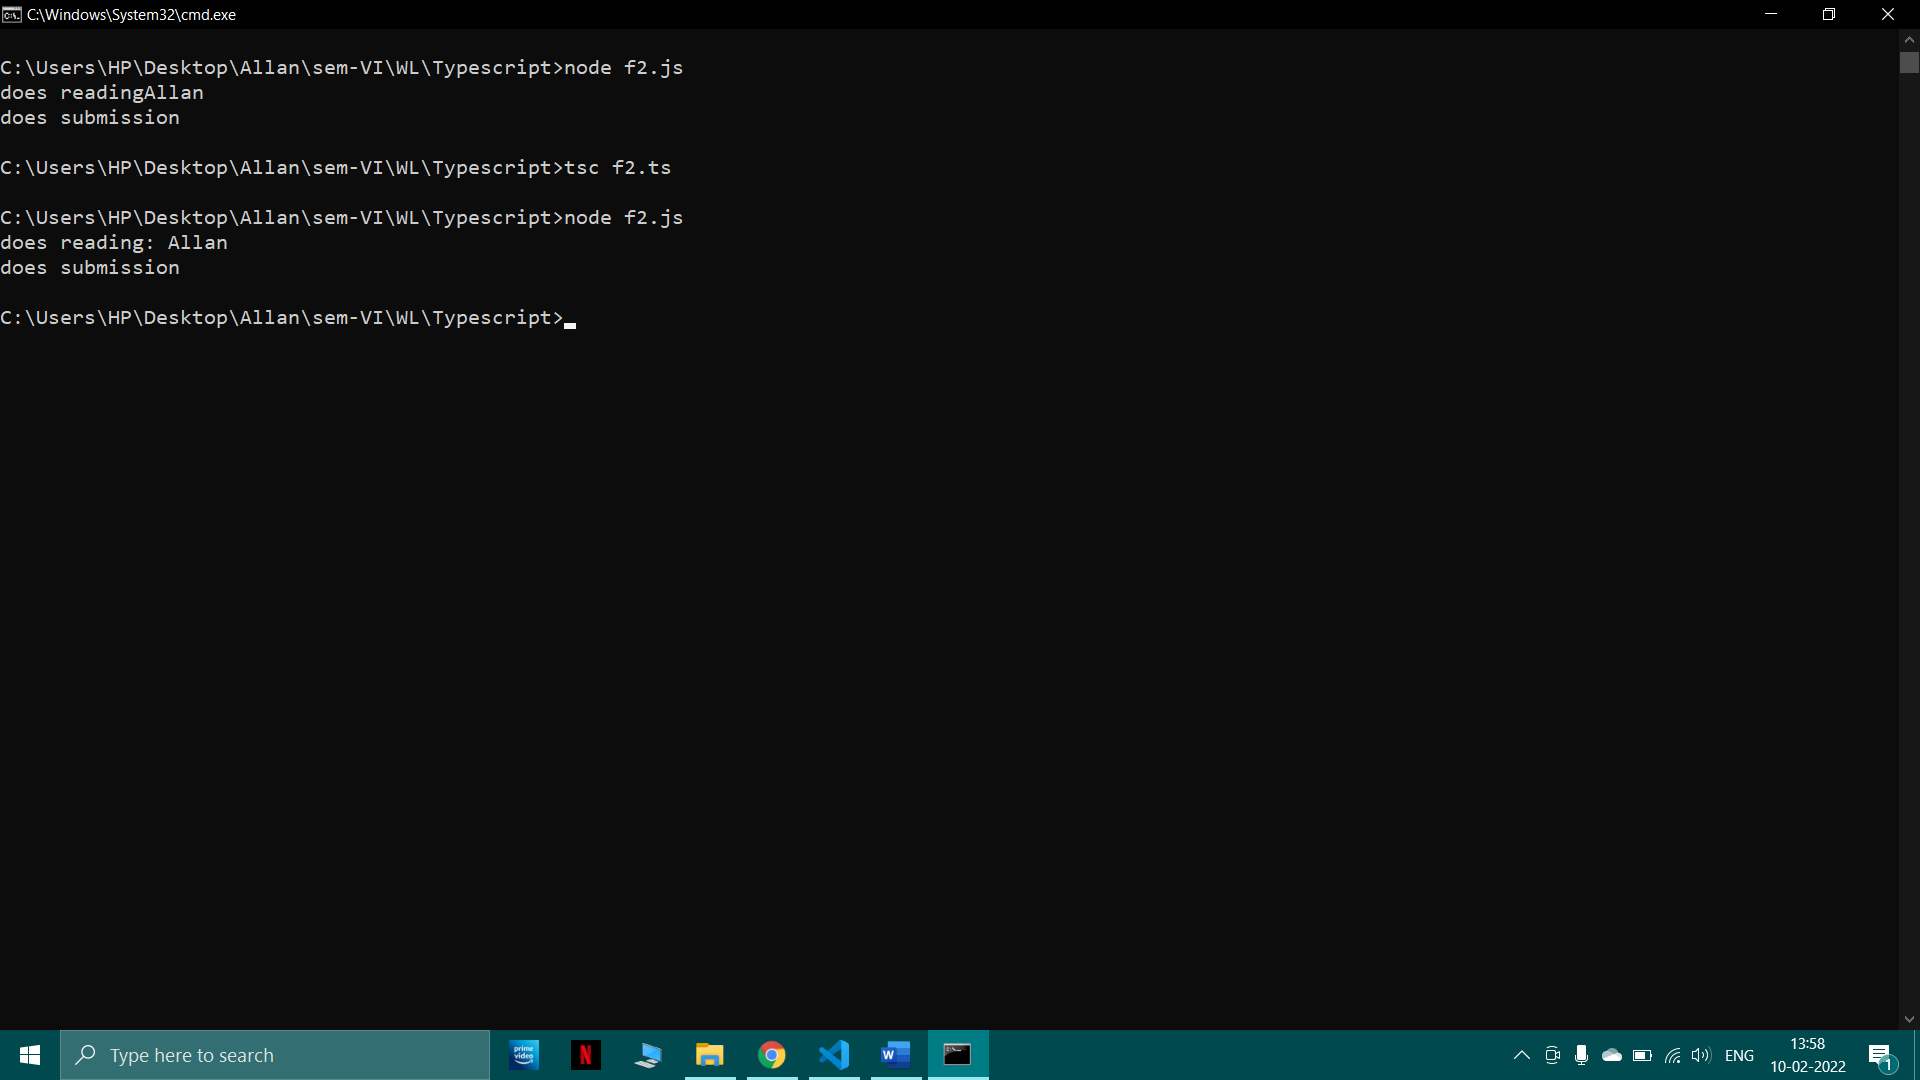 C:\Windows\System32\cmd.exe
C:\Users\HP\Desktop\Allan\sem-VI\WL\Typescript>node f2.js
does readingAllan
does submission
C:\Users\HP\Desktop\Allan\sem-VI\WL\Typescript>tsc f2.ts
C:\Users\HP\Desktop\Allan\sem-VI\WL\Typescript>node f2.js
does reading: Allan
does submission
C:\Users\HP\Desktop\Allan\sem-VI\WL\Typescript>
Type here to search
prime video
N
W
ENG
13:58
10-02-2022
1